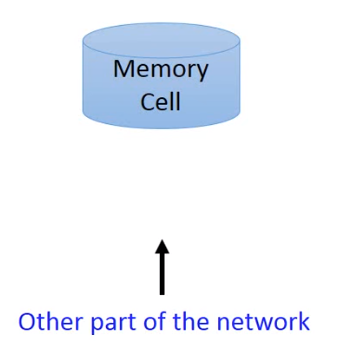 Memory
Cell
Other part of the network